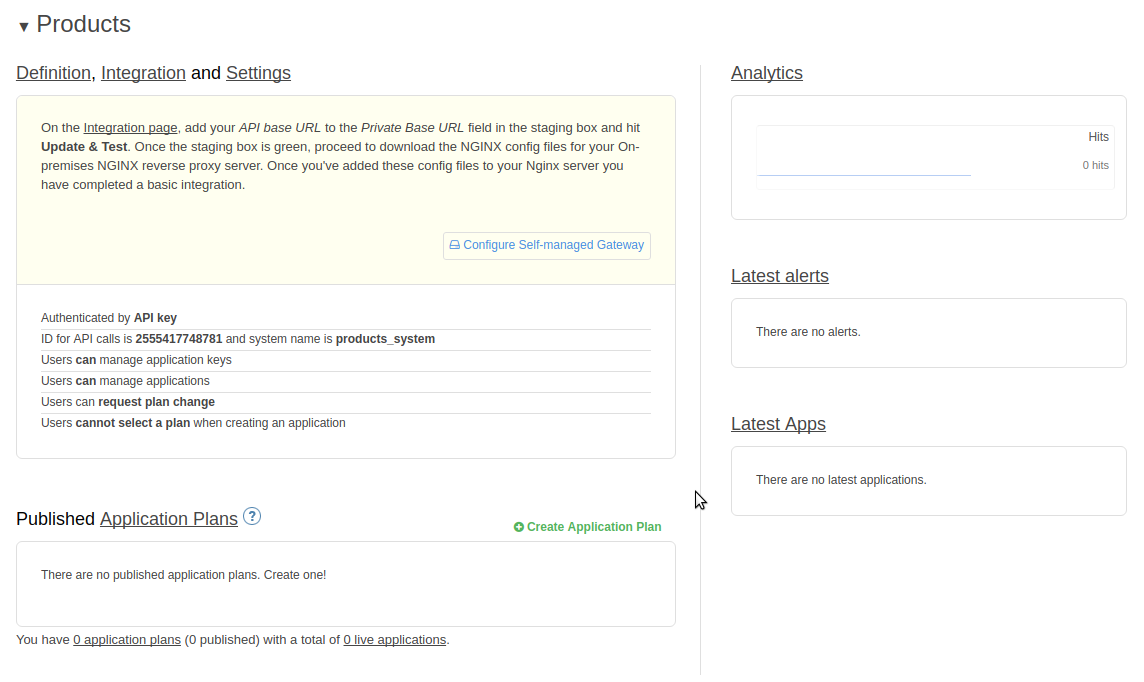 Products
Definition, Integration and Settings
On the Integration page, add your API base URL to the Private Base URL field in the staging box and hit
Update & Test. Once the staging box is green, proceed to download the NGINX config files for your On-
premises NGINX reverse proxy server. Once you've added these config files to your Nginx server you
have completed a basic integration.
Configure Self-managed Gateway
Authenticated by API key
ID for API calls is 2555417748781 and system name is products_system
Users can manage application keys
Users can manage applications
Users can request plan change
Users cannot select a plan when creating an application
Published Application Plans ?
Create Application Plan
There are no published application plans. Create one!
You have 0 application plans (0 published) with a total of 0 live applications.
Analytics
Hits
0 hits
Latest alerts
There are no alerts.
Latest Apps
There are no latest applications.